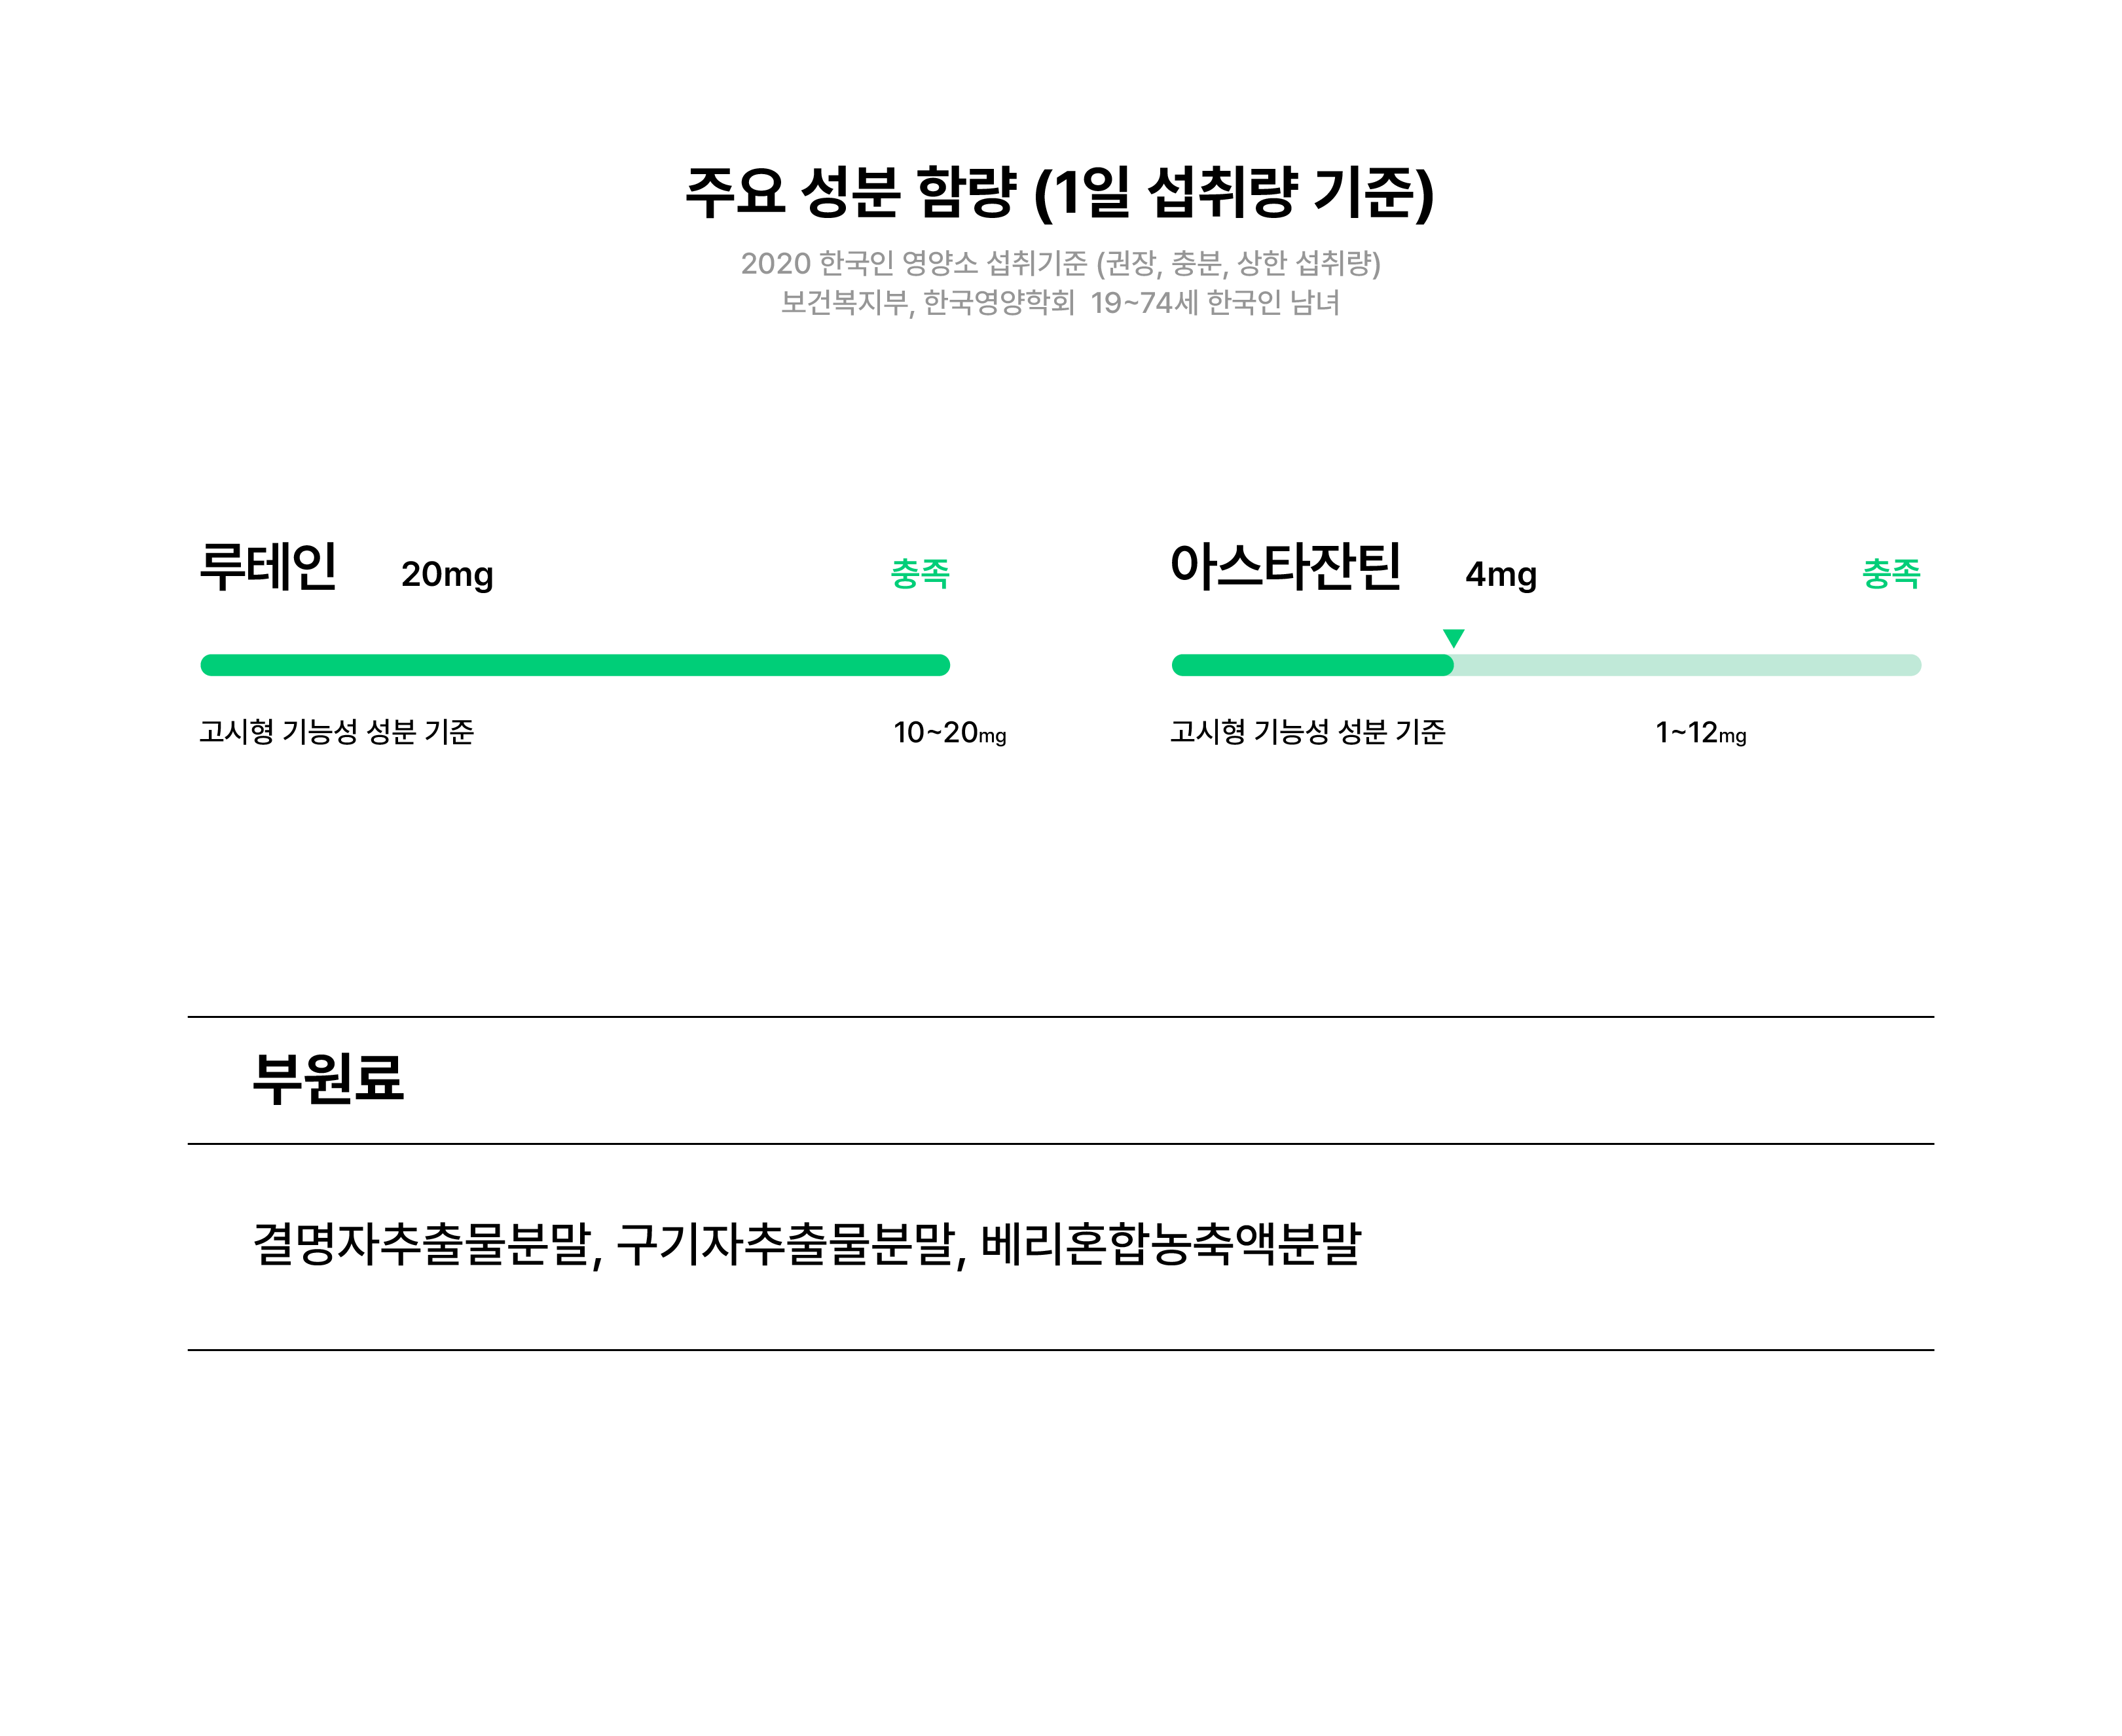 주요 성분 함량 (1일 섭취량 기준)
2020 한국인 영양소 섭취기준 (권장, 충분, 상한 섭취량)
보건복지부, 한국영양학회 19~74세 한국인 남녀
루테인 20mg 충족
고시형 기능성 성분 기준 10~20mg
아스타잔틴 4mg 충족
고시형 기능성 성분 기준 1~12mg
부원료
결명자추출물분말, 구기자추출물분말, 베리혼합농축액분말